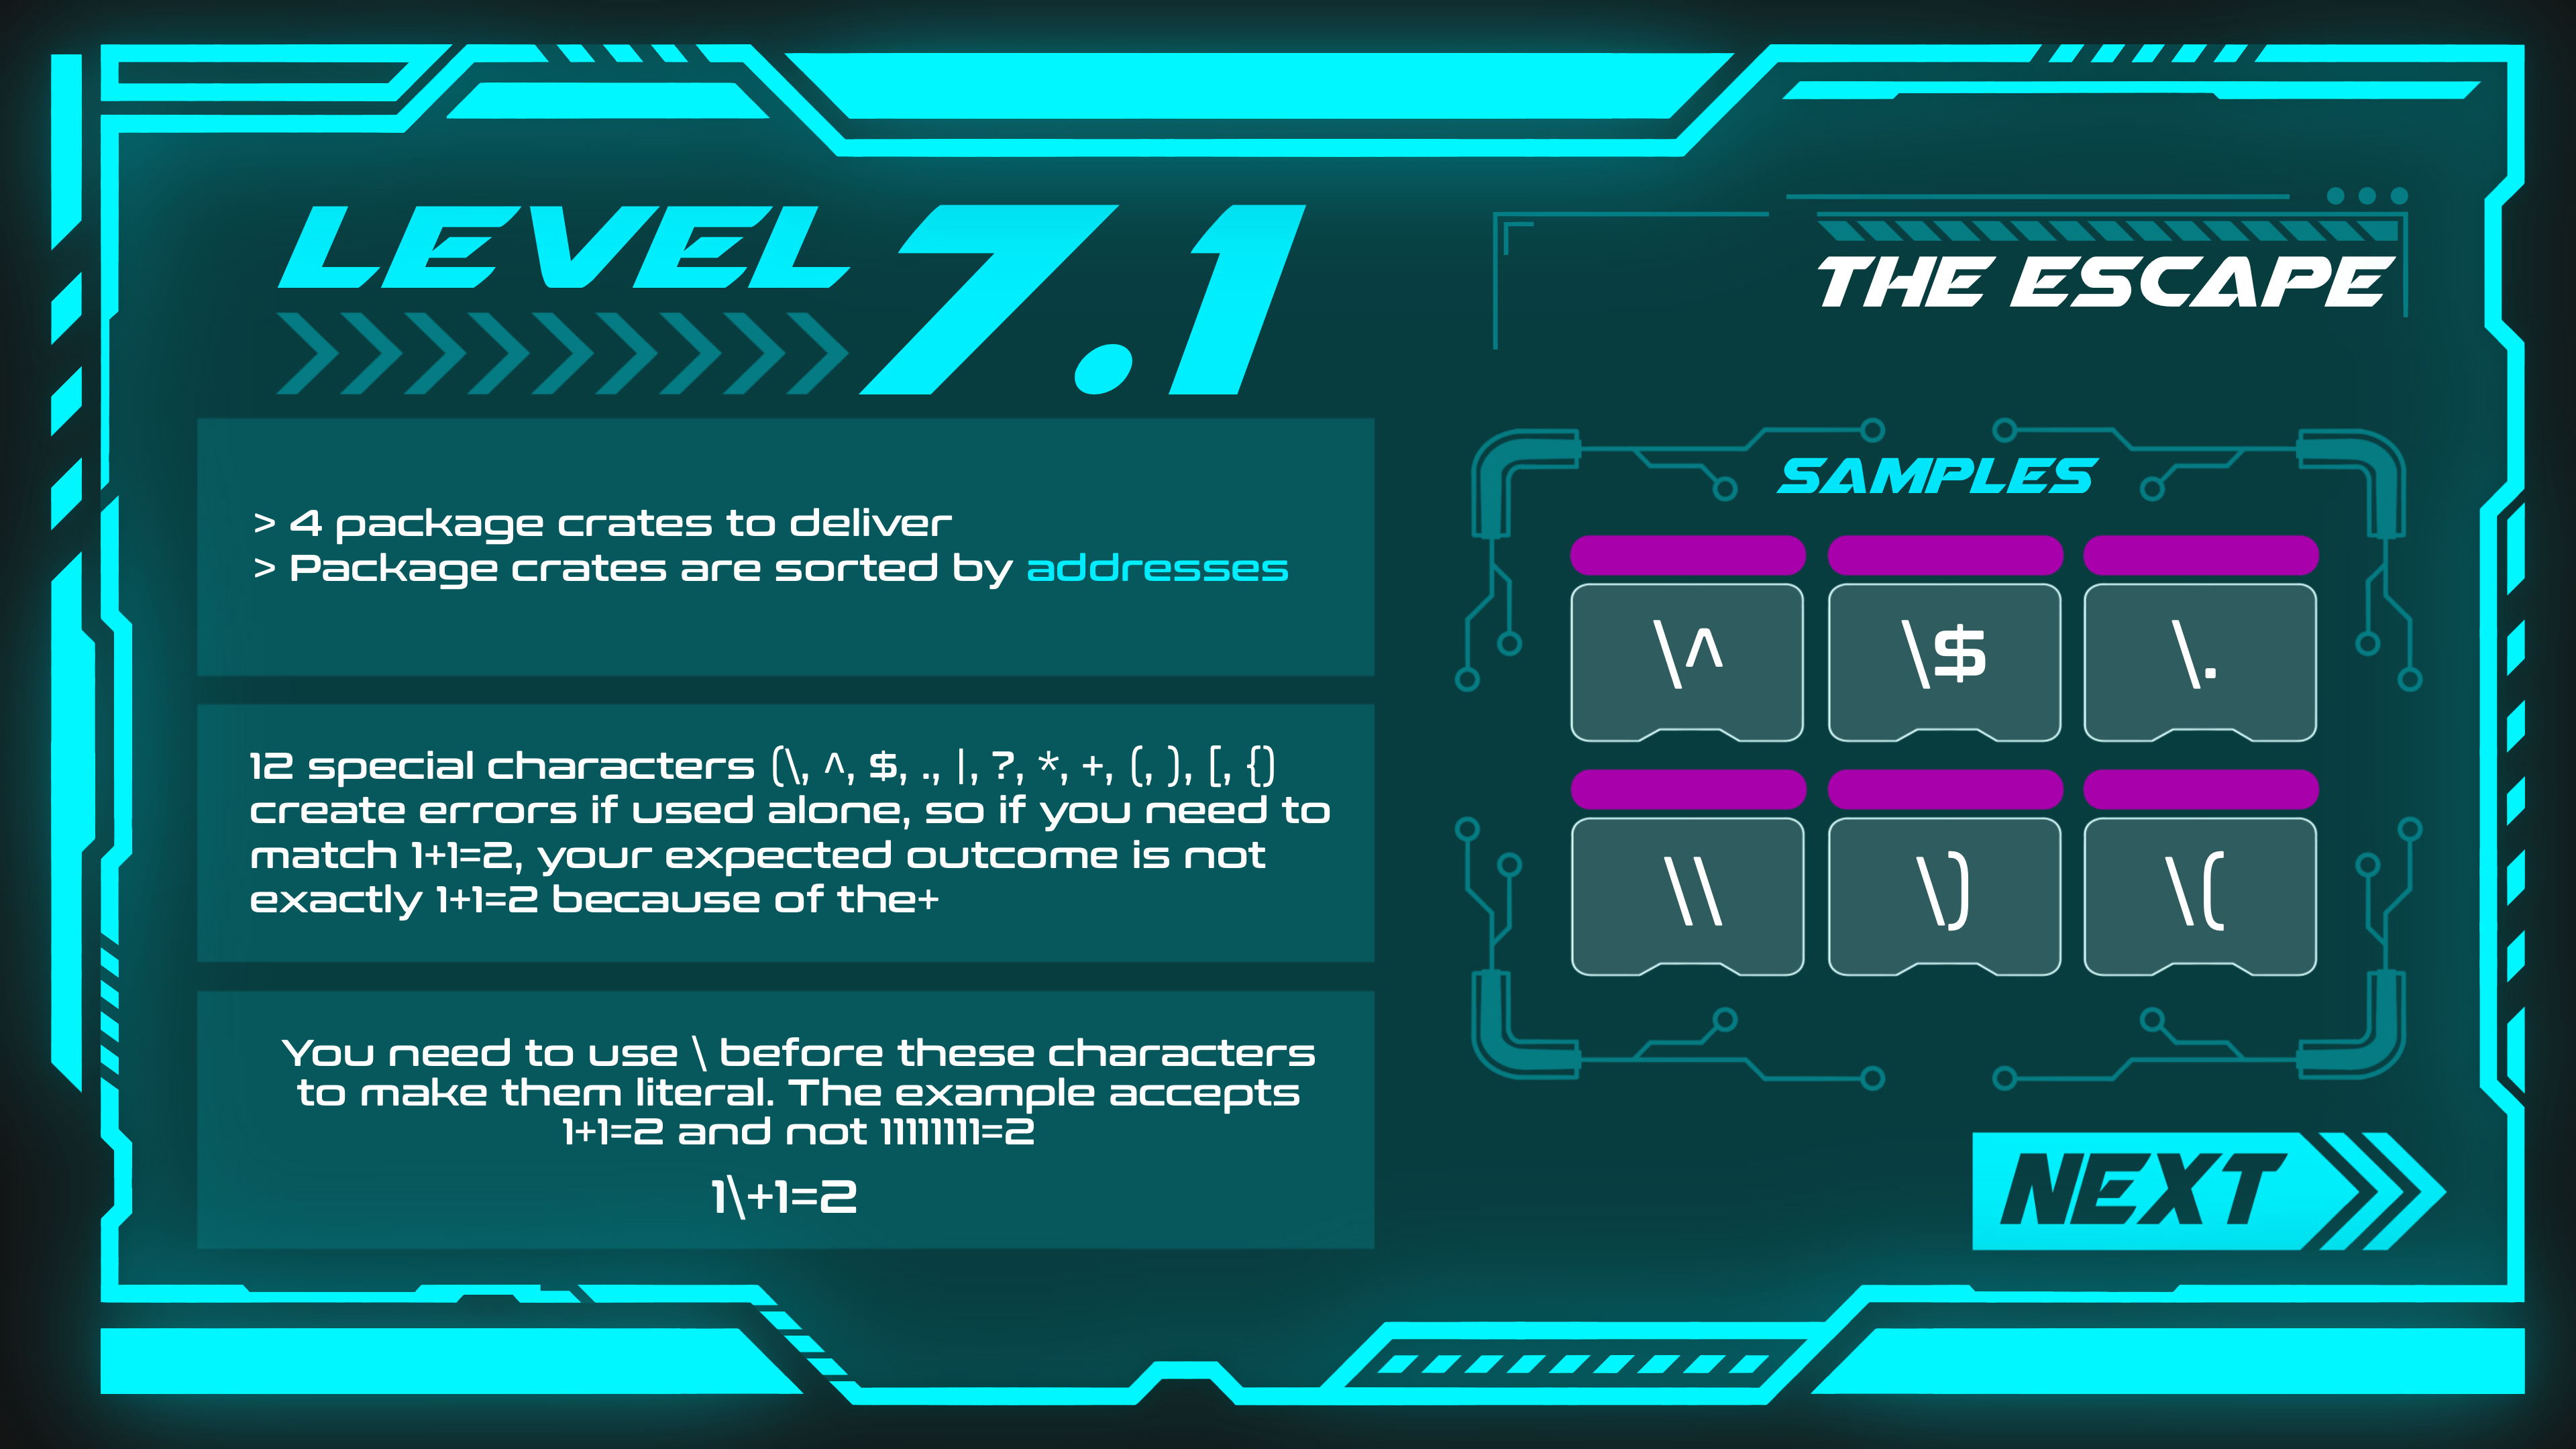 LEVEL 7.1
THE ESCAPE
> 4 package crates to deliver
> Package crates are sorted by addresses
12 special characters (\, ^, $, ., |, ?, *, +, (, ), [, {)
create errors if used alone, so if you need to
match 1+1=2, your expected outcome is not
exactly 1+1=2 because of the+
You need to use \ before these characters
to make them literal. The example accepts
1+1=2 and not 111111111=2
1\+1=2
SAMPLES
\^ \$ \.
\\ \) \(
NEXT